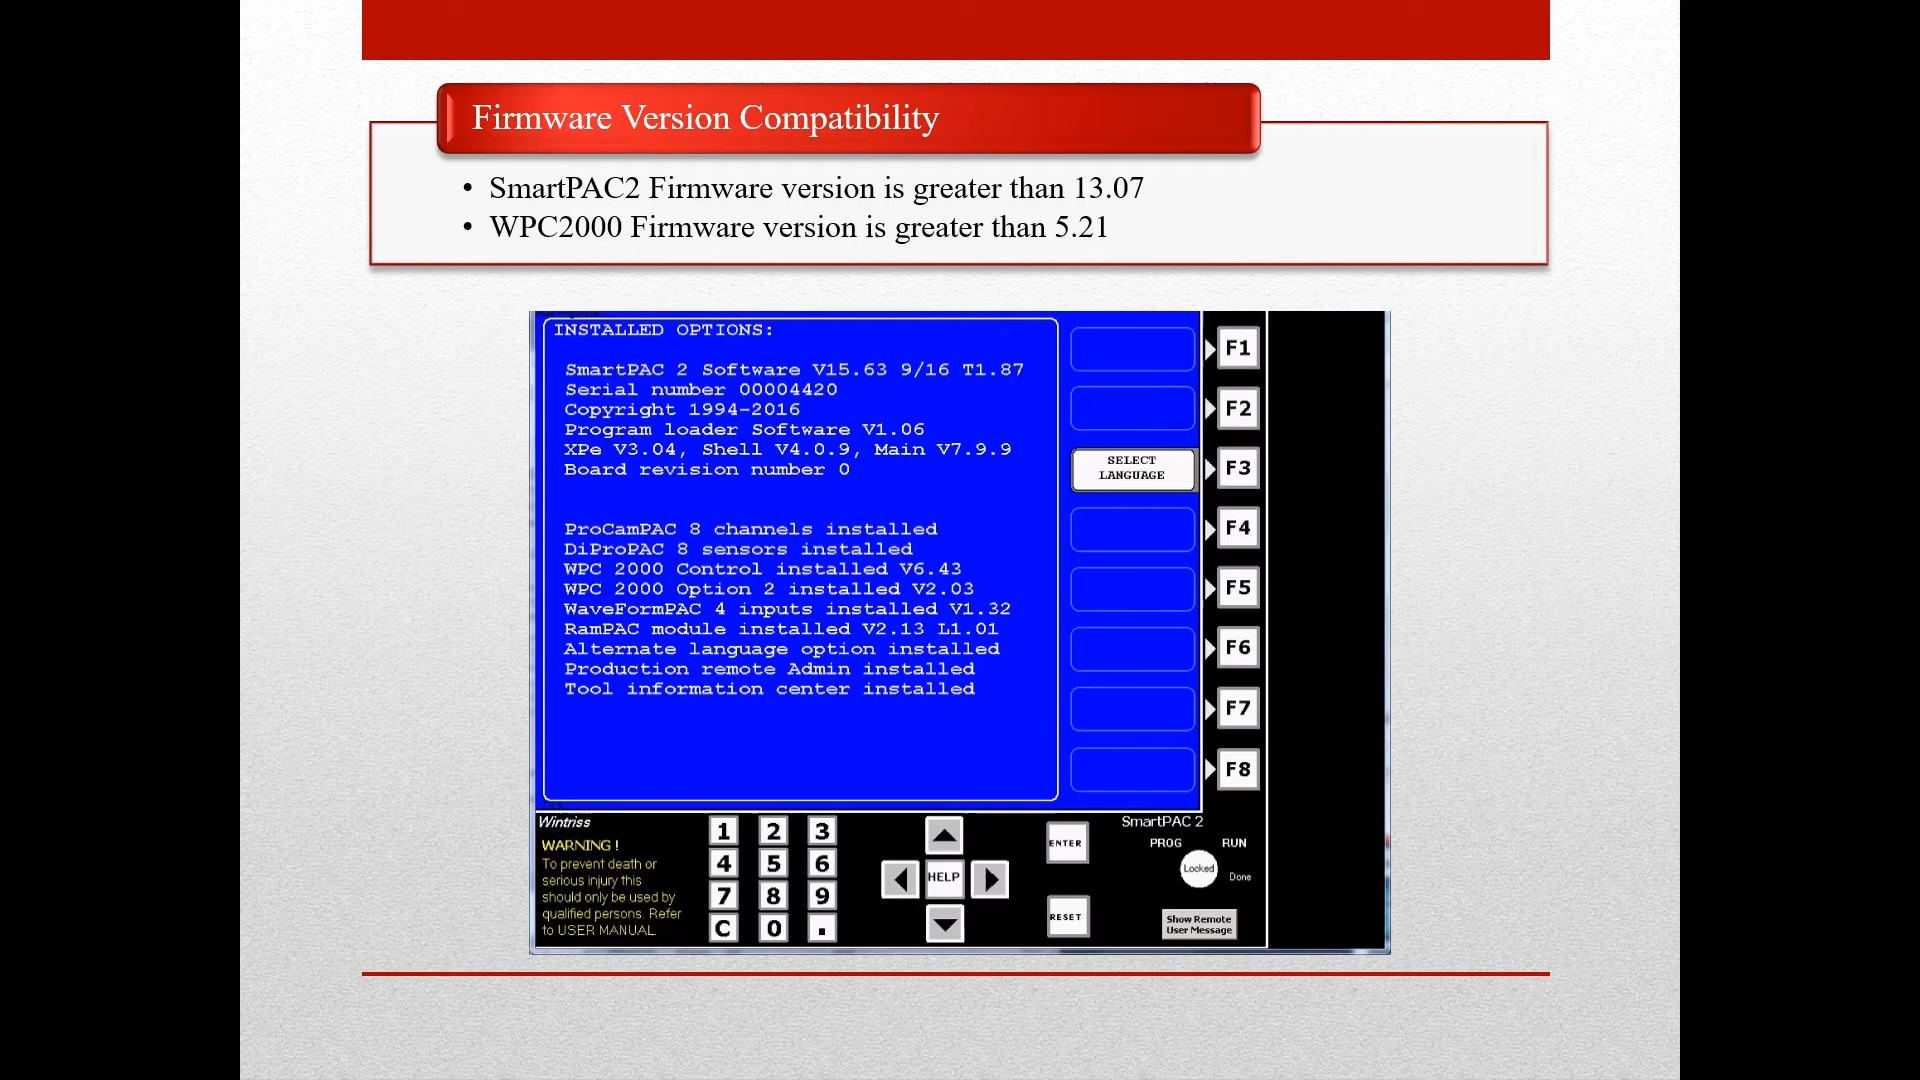 Firmware Version Compatibility
• SmartPAC2 Firmware version is greater than 13.07
• WPC2000 Firmware version is greater than 5.21
INSTALLED OPTIONS:
SmartPAC 2 Software V15.63 9/16 T1.87
Serial number 00004420
Copyright 1994-2016
Program loader Software V1.06
XPe V3.04, Shell V4.0.9, Main V7.9.9
Board revision number 0
ProCamPAC 8 channels installed
DiProPAC 8 sensors installed
WPC 2000 Control installed V6.43
WPC 2000 Option 2 installed V2.03
WaveFormPAC 4 inputs installed V1.32
RamPAC module installed V2.13 L1.01
Alternate language option installed
Production remote Admin installed
Tool information center installed
SELECT
LANGUAGE
F1
F2
F3
F4
F5
F6
F7
F8
Wintriss
WARNING !
To prevent death or
serious injury this
should only be used by
qualified persons. Refer
to USER MANUAL.
1 2 3
4 5 6
7 8 9
C 0 .
HELP
ENTER
RESET
SmartPAC 2
PROG RUN
Locked
Done
Show Remote
User Message